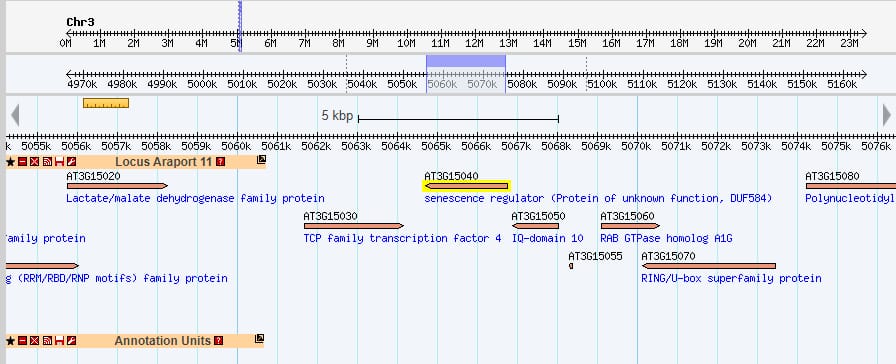 Chr3
0M 1M 2M 3M 4M 5M 6M 7M 8M 9M 10M 11M 12M 13M 14M 15M 16M 17M 18M 19M 20M 21M 22M 23M
4970k 4980k 4990k 5000k 5010k 5020k 5030k 5040k 5050k 5060k 5070k 5080k 5090k 5100k 5110k 5120k 5130k 5140k 5150k 5160k
5 kbp
5055k 5056k 5057k 5058k 5059k 5060k 5061k 5062k 5063k 5064k 5065k 5066k 5067k 5068k 5069k 5070k 5071k 5072k 5073k 5074k 5075k 5076k
Locus Araport 11 ?
AT3G15020 AT3G15040 AT3G15080
Lactate/malate dehydrogenase family protein senescence regulator (Protein of unknown function, DUF584) Polynucleotidyl
AT3G15030 AT3G15050 AT3G15060
family protein TCP family transcription factor 4 IQ-domain 10 RAB GTPase homolog A1G
AT3G15055 AT3G15070
g (RRM/RBD/RNP motifs) family protein RING/U-box superfamily protein
Annotation Units ?